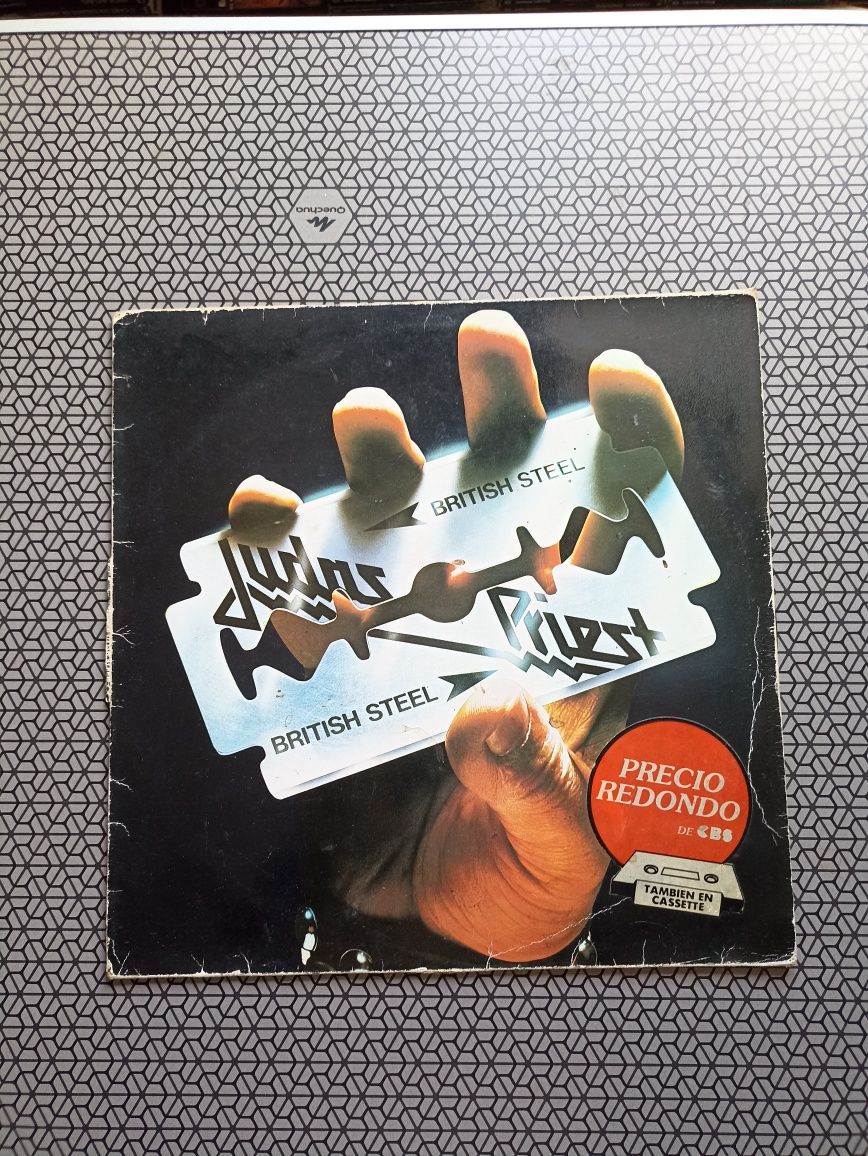 Quechua
BRITISH STEEL
Judas
Priest
BRITISH STEEL
PRECIO
REDONDO
DE CBS
TAMBIEN EN
CASSETTE